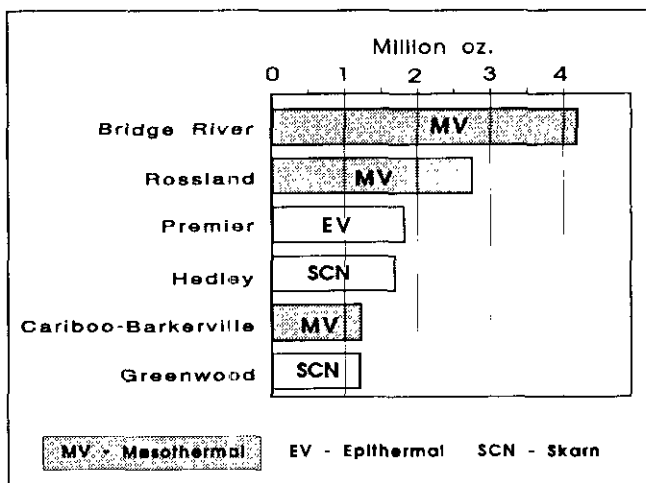 Million oz.
0 1 2 3 4
Bridge River MV
Rossland MV
Premier EV
Hedley SCN
Cariboo-Barkerville MV
Greenwood SCN
MV - Mesothermal EV - Epithermal SCN - Skarn